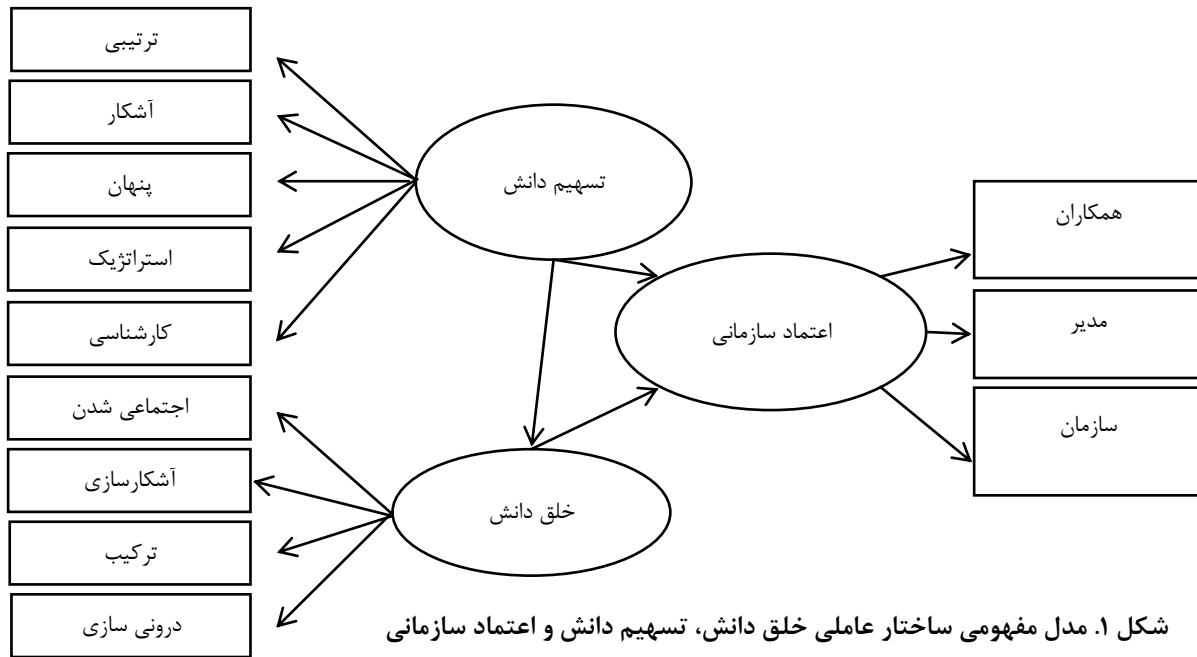 ترتیبی
آشکار
پنهان
استراتژیک
کارشناسی
اجتماعی شدن
آشکارسازی
ترکیب
درونی سازی
تسهیم دانش
خلق دانش
اعتماد سازمانی
همکاران
مدیر
سازمان
شکل ۱. مدل مفهومی ساختار عاملی خلق دانش، تسهیم دانش و اعتماد سازمانی